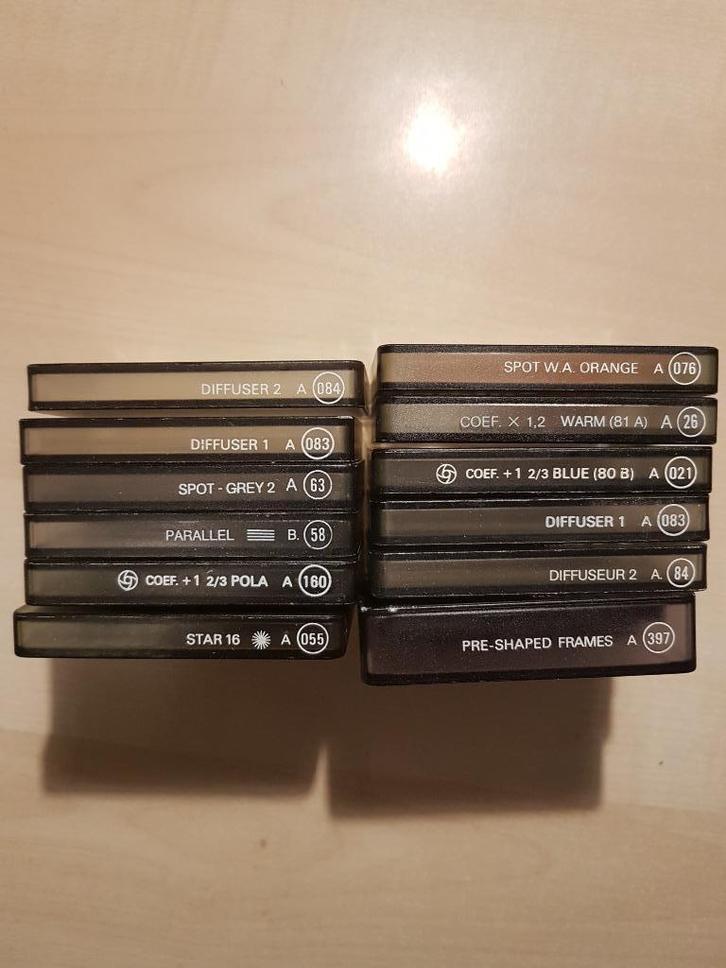 DIFFUSER 2 A 084
DIFFUSER 1 A 083
SPOT - GREY 2 A 63
PARALLEL B. 58
COEF. + 1 2/3 POLA A 160
STAR 16 A 055
SPOT W.A. ORANGE A 076
COEF. × 1,2 WARM (81 A) A 26
COEF. + 1 2/3 BLUE (80 B) A 021
DIFFUSER 1 A 083
DIFFUSEUR 2 A. 84
PRE-SHAPED FRAMES A 397